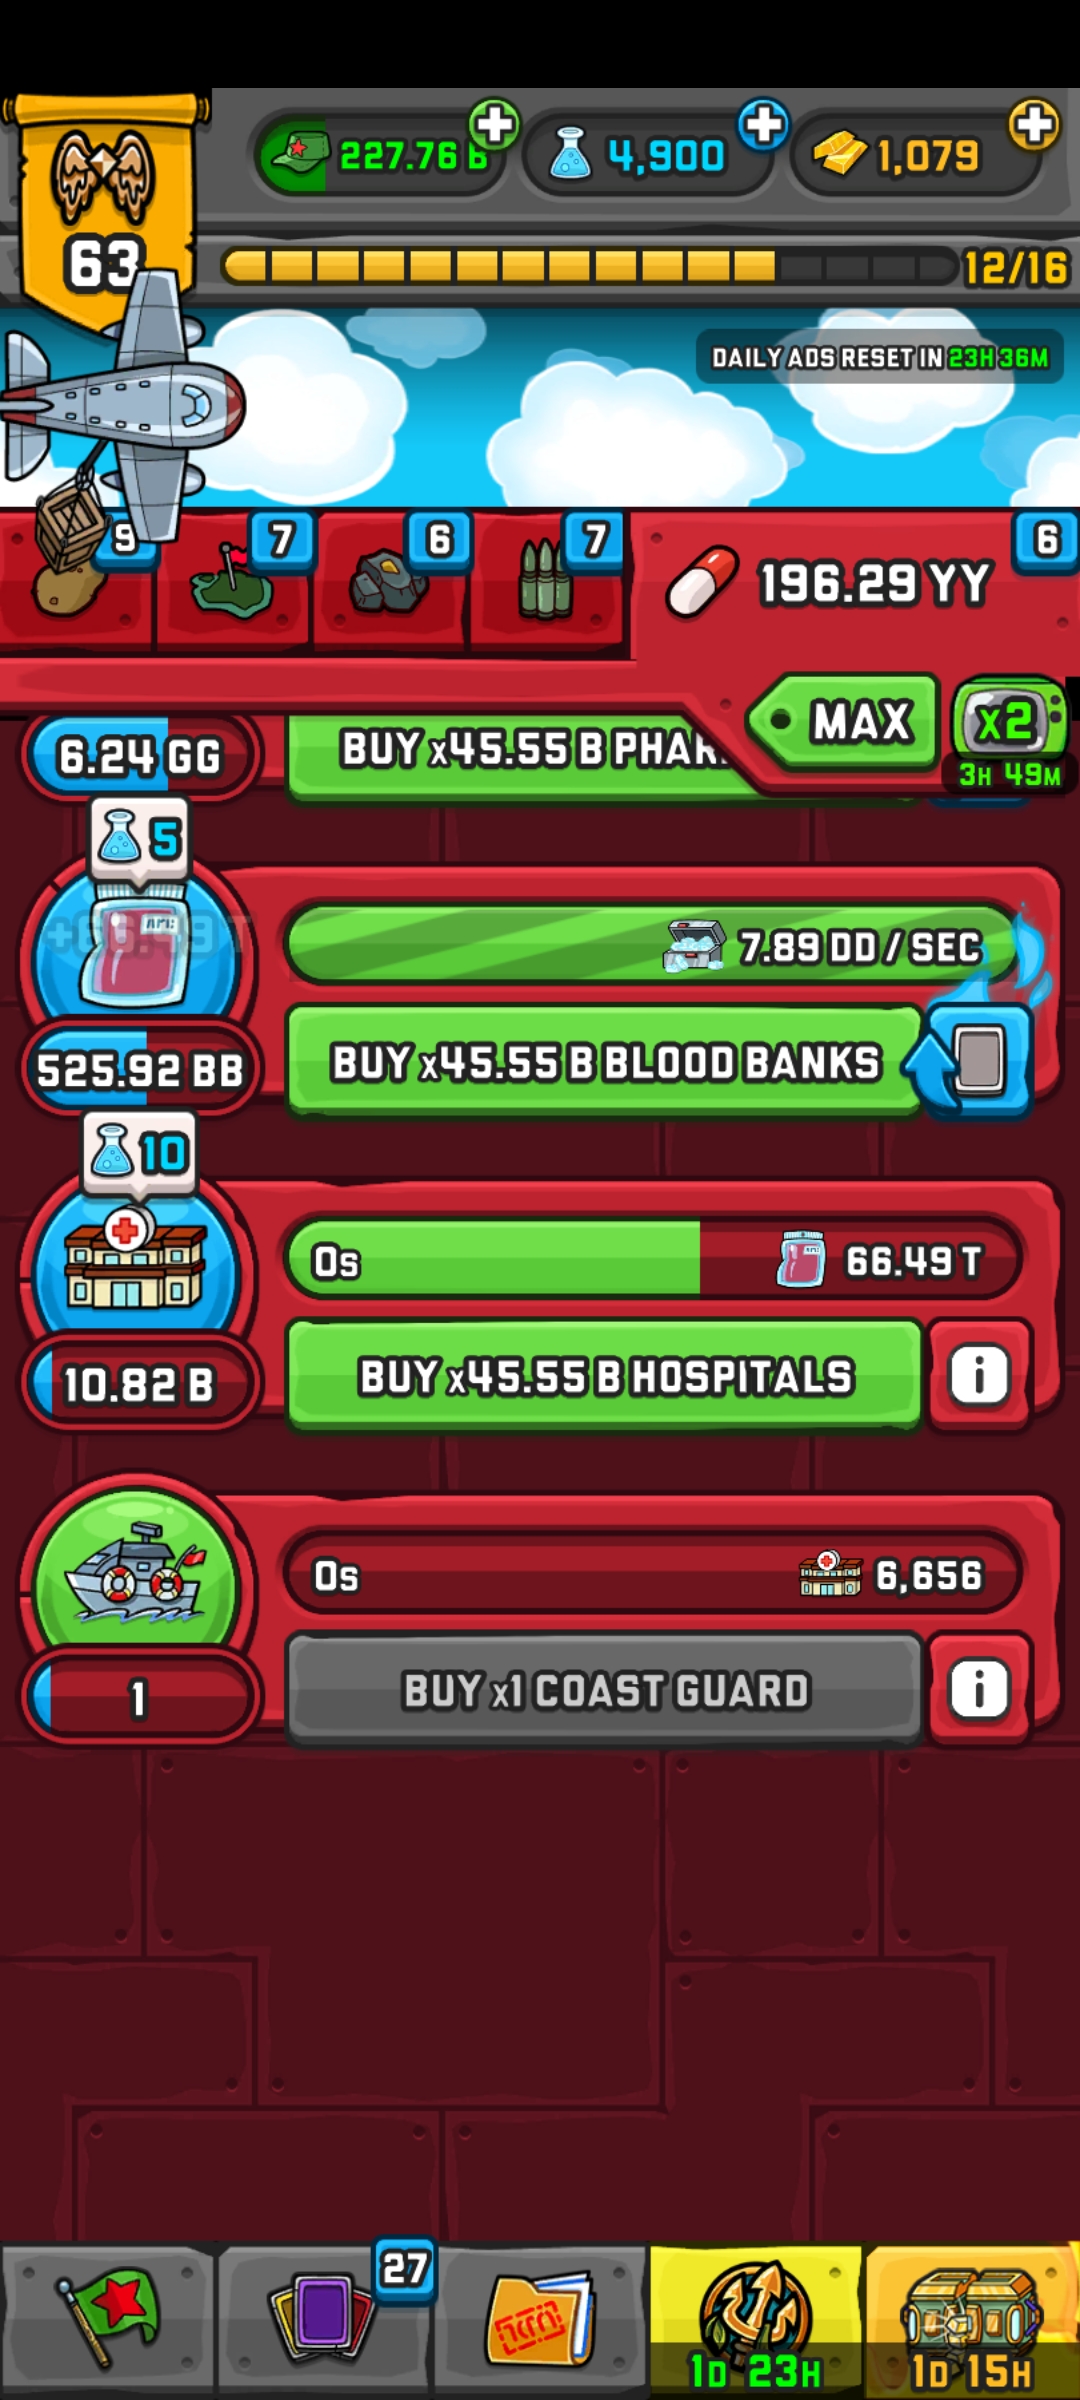 227.76 B
4,900
1,079
63
12/16
DAILY ADS RESET IN 23H 36M
9
7
6
7
6
196.29 YY
MAX
x2
3H 49M
6.24 GG
BUY x45.55 B PHAR
5
7.89 DD / SEC
525.92 BB
BUY x45.55 B BLOOD BANKS
10
0s
66.49 T
10.82 B
BUY x45.55 B HOSPITALS
i
0s
6,656
1
BUY x1 COAST GUARD
i
27
1D 23H
1D 15H